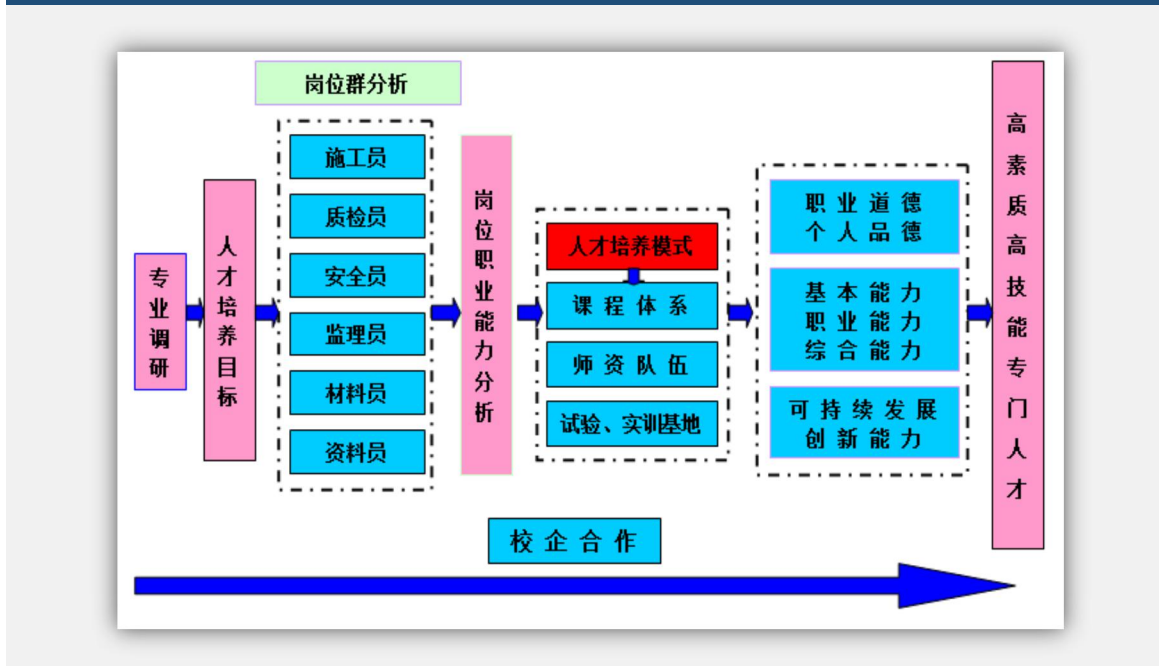 岗位群分析
专业调研
人才培养目标
施工员
质检员
安全员
监理员
材料员
资料员
岗位职业能力分析
人才培养模式
课程体系
师资队伍
试验、实训基地
职业道德
个人品德
基本能力
职业能力
综合能力
可持续发展
创新能力
高素质高技能专门人才
校企合作